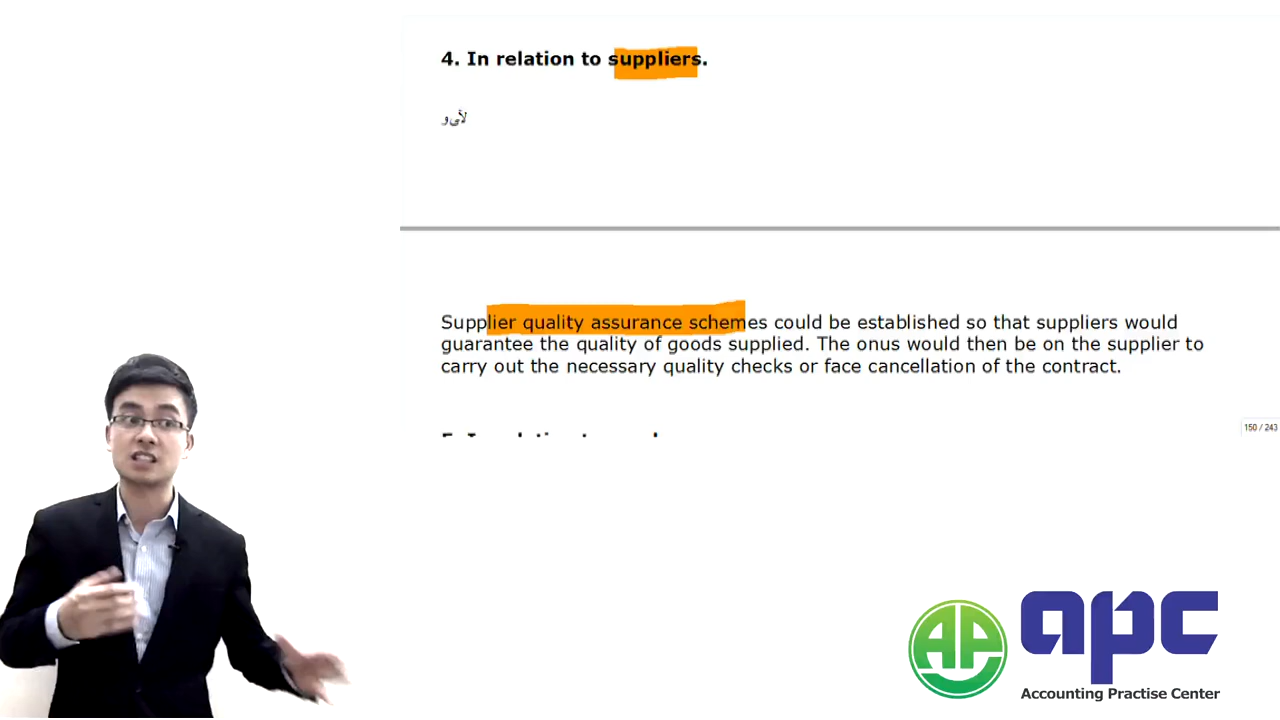 4. In relation to suppliers.
Supplier quality assurance schemes could be established so that suppliers would
guarantee the quality of goods supplied. The onus would then be on the supplier to
carry out the necessary quality checks or face cancellation of the contract.
150 / 243
AP
apc
Accounting Practise Center